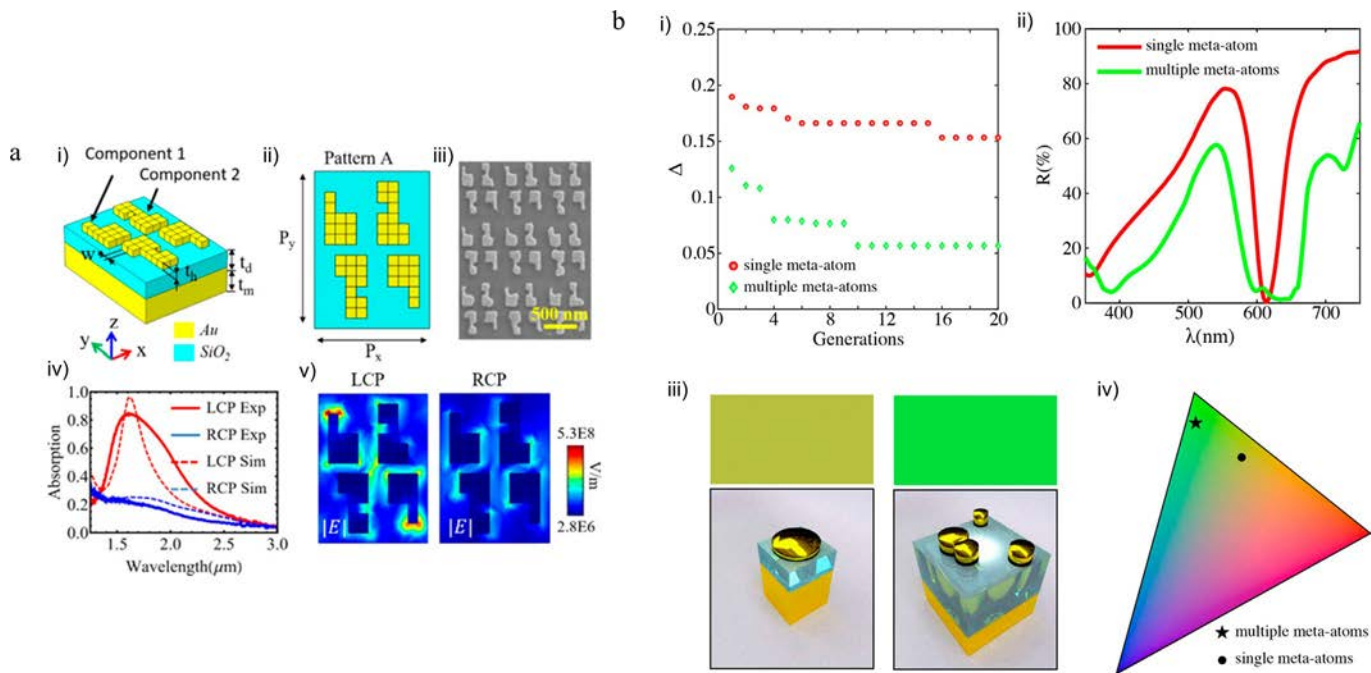 a
i)
Component 1
Component 2
w
t_h
t_d
t_m
z
y
x
Au
SiO₂
ii)
Pattern A
P_y
P_x
iii)
500 nm
iv)
1.0
0.8
0.6
0.4
0.2
0.0
Absorption
LCP Exp
RCP Exp
LCP Sim
RCP Sim
1.5 2.0 2.5 3.0
Wavelength(μm)
v)
LCP RCP
|E| |E|
5.3E8
V/m
2.8E6
b
i)
0.25
0.2
0.15
0.1
0.05
0
Δ
single meta-atom
multiple meta-atoms
0 4 8 12 16 20
Generations
ii)
100
80
60
40
20
0
R(%)
single meta-atom
multiple meta-atoms
400 500 600 700
λ(nm)
iii)
iv)
multiple meta-atoms
single meta-atoms